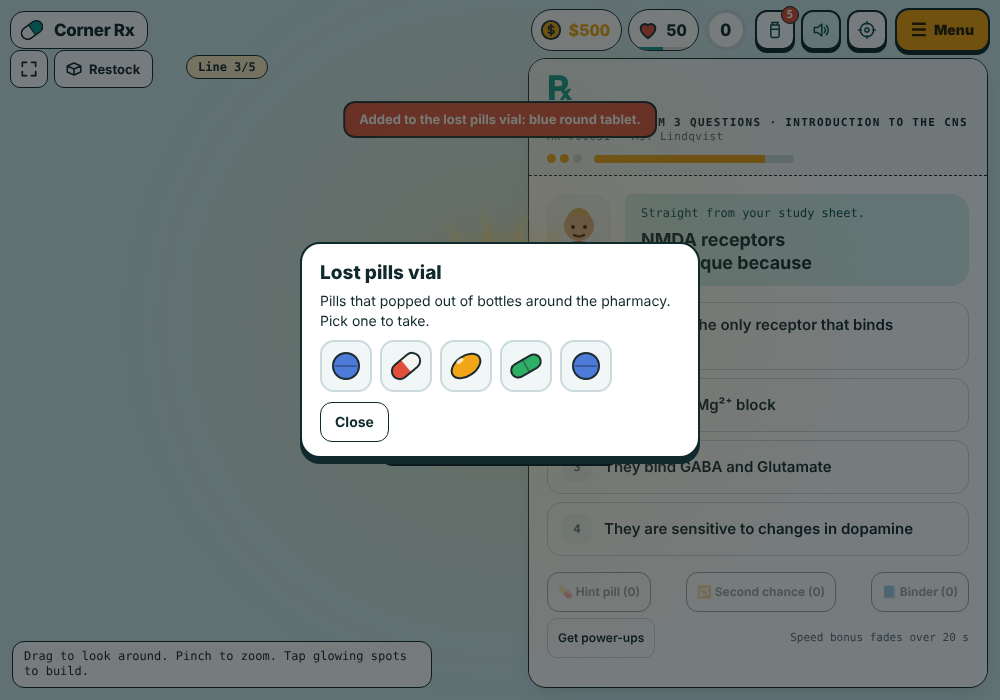 Corner Rx
$ $500
50
0
5
Menu
Restock
Line 3/5
Added to the lost pills vial: blue round tablet.
M 3 QUESTIONS · INTRODUCTION TO THE CNS
Lindqvist
Straight from your study sheet.
NMDA receptors
because
Lost pills vial
Pills that popped out of bottles around the pharmacy.
Pick one to take.
Close
the only receptor that binds
Mg²⁺ block
3 They bind GABA and Glutamate
4 They are sensitive to changes in dopamine
Hint pill (0)
Second chance (0)
Binder (0)
Get power-ups
Speed bonus fades over 20 s
Drag to look around. Pinch to zoom. Tap glowing spots
to build.